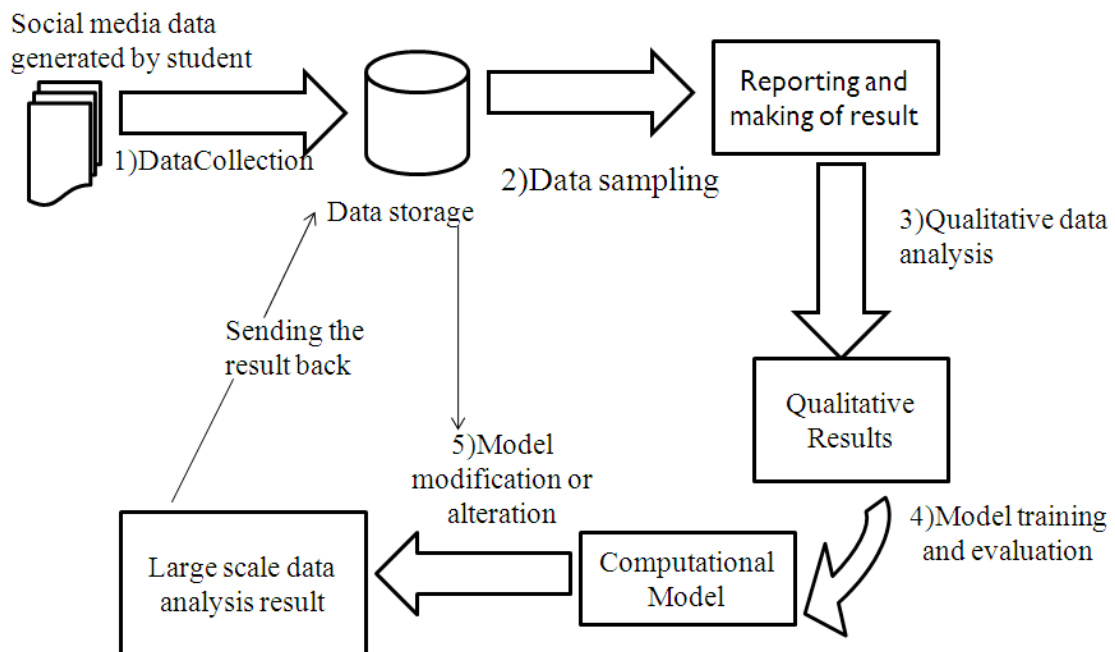 Social media data
generated by student
1)DataCollection
Data storage
2)Data sampling
Reporting and
making of result
3)Qualitative data
analysis
Qualitative
Results
4)Model training
and evaluation
Computational
Model
5)Model
modification or
alteration
Large scale data
analysis result
Sending the
result back